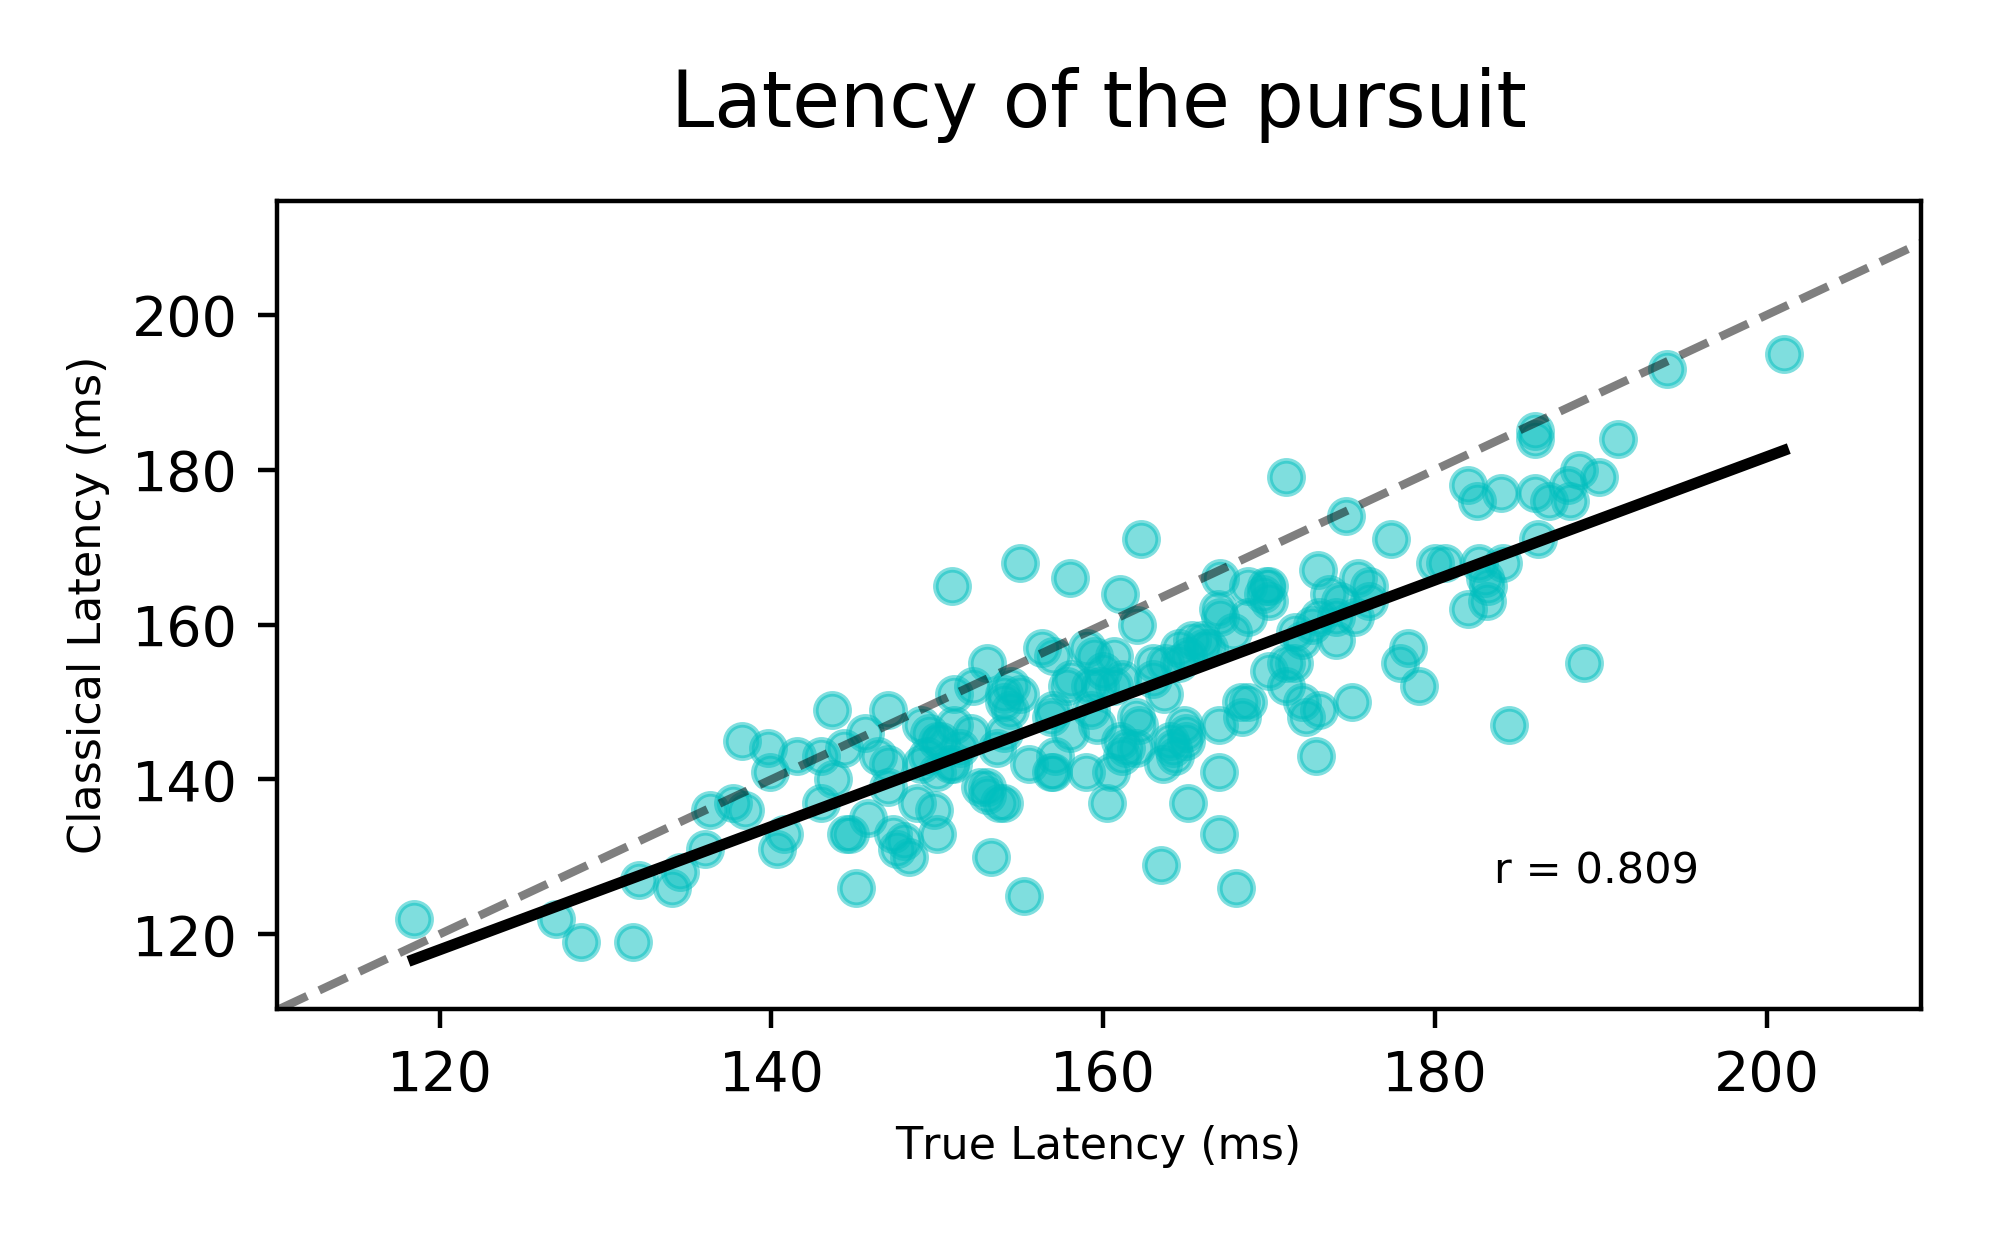 Latency of the pursuit
200
180
160
140
120
Classical Latency (ms)
r = 0.809
120 140 160 180 200
True Latency (ms)